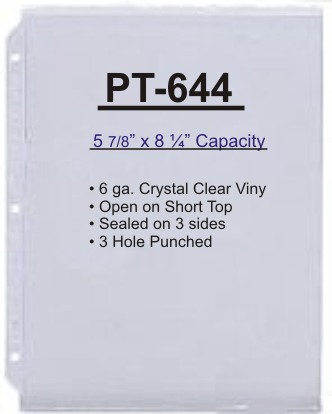 PT-644
5 7/8” x 8 ¼” Capacity
• 6 ga. Crystal Clear Viny
• Open on Short Top
• Sealed on 3 sides
• 3 Hole Punched